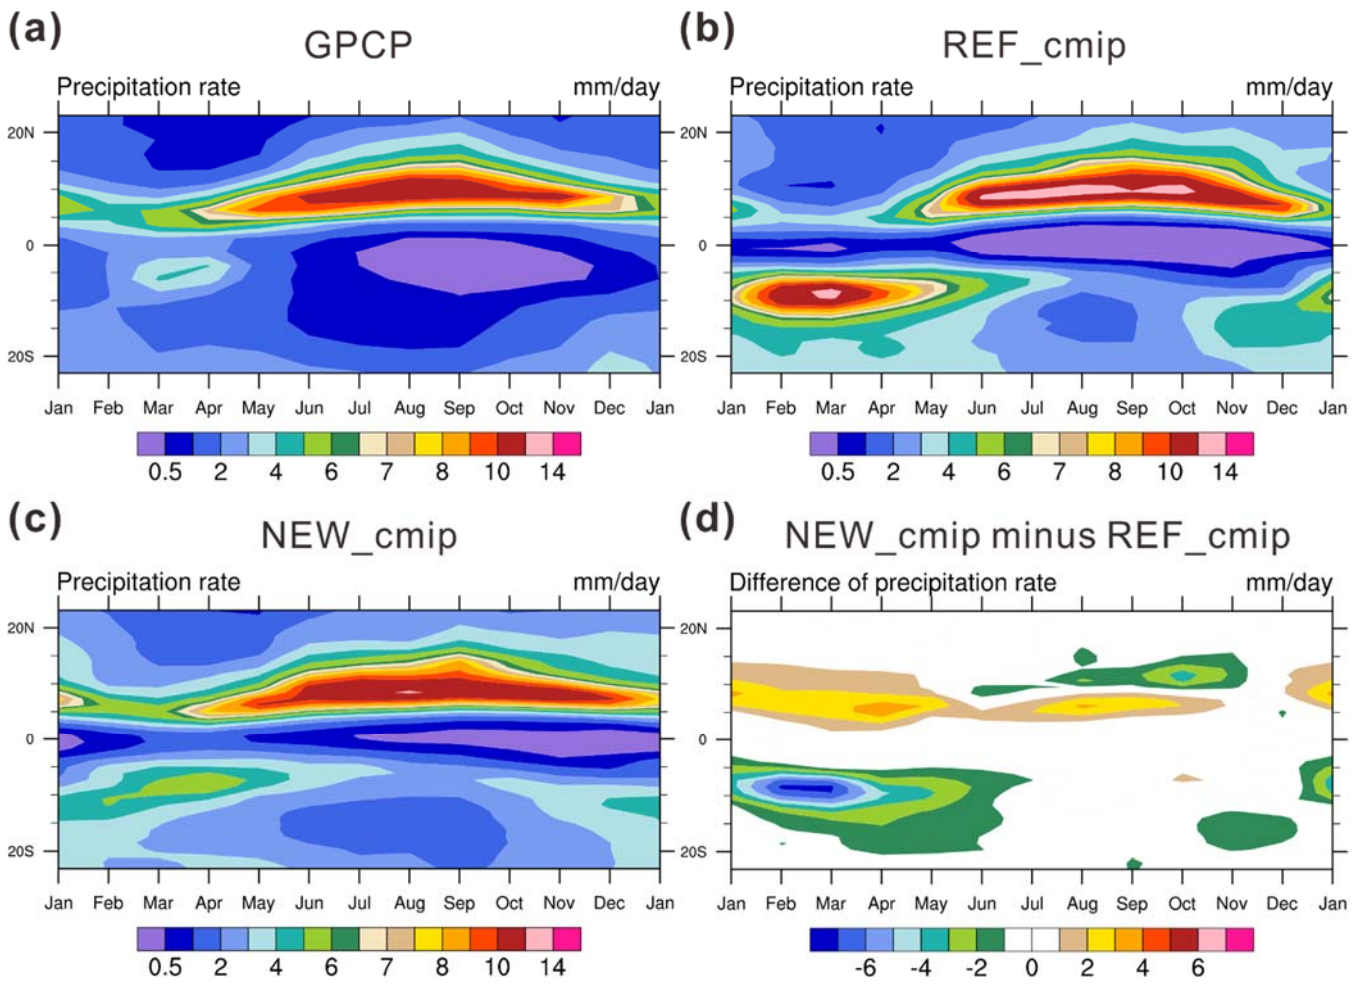 (a) GPCP
Precipitation rate mm/day
20N
0
20S
Jan Feb Mar Apr May Jun Jul Aug Sep Oct Nov Dec Jan
0.5 2 4 6 7 8 10 14
(b) REF_cmip
Precipitation rate mm/day
20N
0
20S
Jan Feb Mar Apr May Jun Jul Aug Sep Oct Nov Dec Jan
0.5 2 4 6 7 8 10 14
(c) NEW_cmip
Precipitation rate mm/day
20N
0
20S
Jan Feb Mar Apr May Jun Jul Aug Sep Oct Nov Dec Jan
0.5 2 4 6 7 8 10 14
(d) NEW_cmip minus REF_cmip
Difference of precipitation rate mm/day
20N
0
20S
Jan Feb Mar Apr May Jun Jul Aug Sep Oct Nov Dec Jan
-6 -4 -2 0 2 4 6